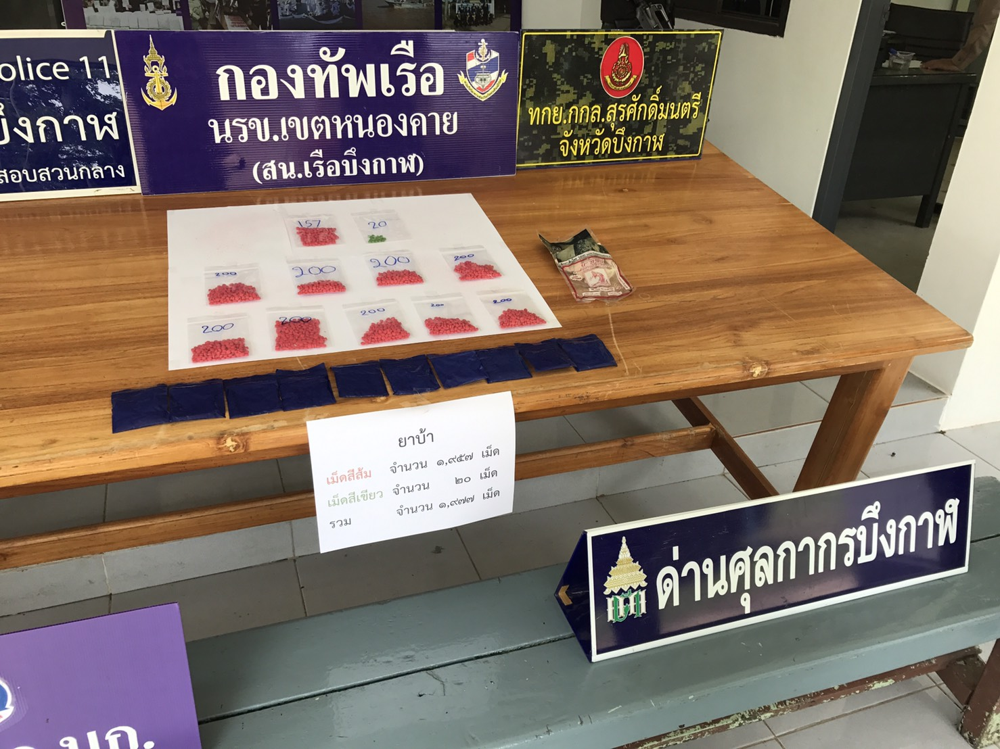 olice 11
บึงกาฬ
สอบสวนกลาง
กองทัพเรือ
นรข.เขตหนองคาย
(สน.เรือบึงกาฬ)
ทกย.กกล.สุรศักดิ์มนตรี
จังหวัดบึงกาฬ
157
20
200
200
200
200
200
200
200
200
200
ยาบ้า
เม็ดสีส้ม จำนวน ๑,๙๕๗ เม็ด
เม็ดสีเขียว จำนวน ๒๐ เม็ด
รวม จำนวน ๑,๙๗๗ เม็ด
ด่านศุลกากรบึงกาฬ